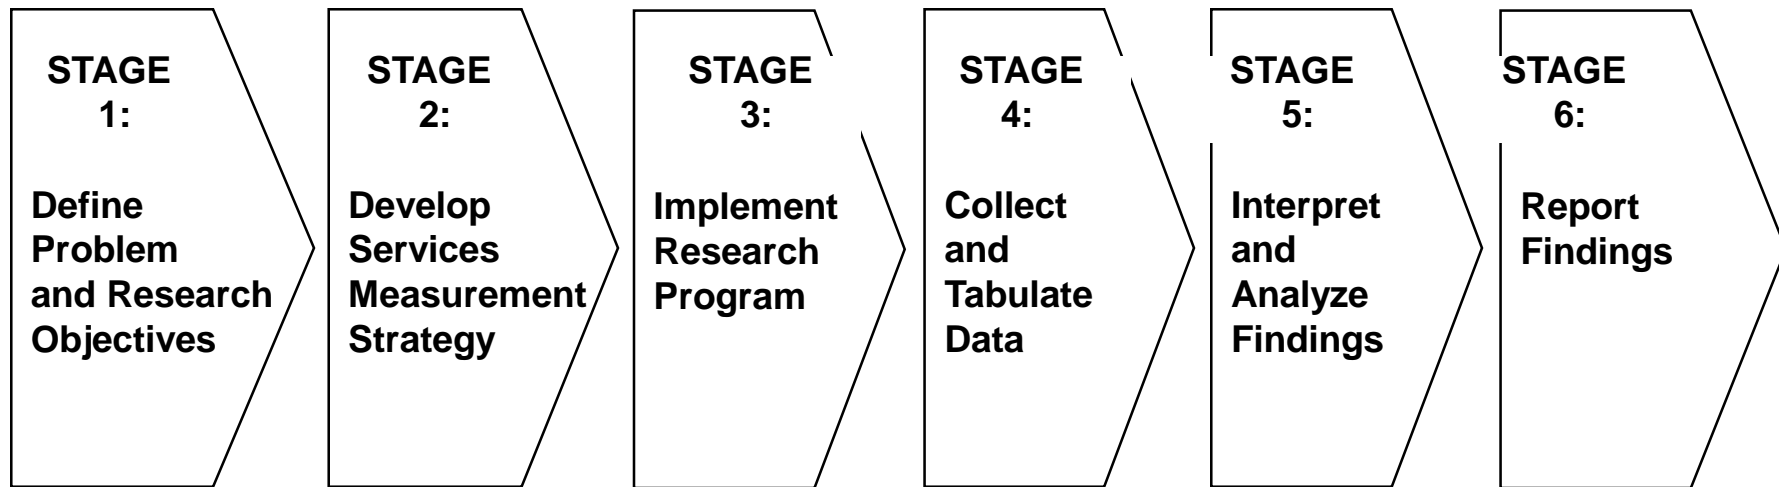 STAGE
1:
Define
Problem
and Research
Objectives
STAGE
2:
Develop
Services
Measurement
Strategy
STAGE
3:
Implement
Research
Program
STAGE
4:
Collect
and
Tabulate
Data
STAGE
5:
Interpret
and
Analyze
Findings
STAGE
6:
Report
Findings